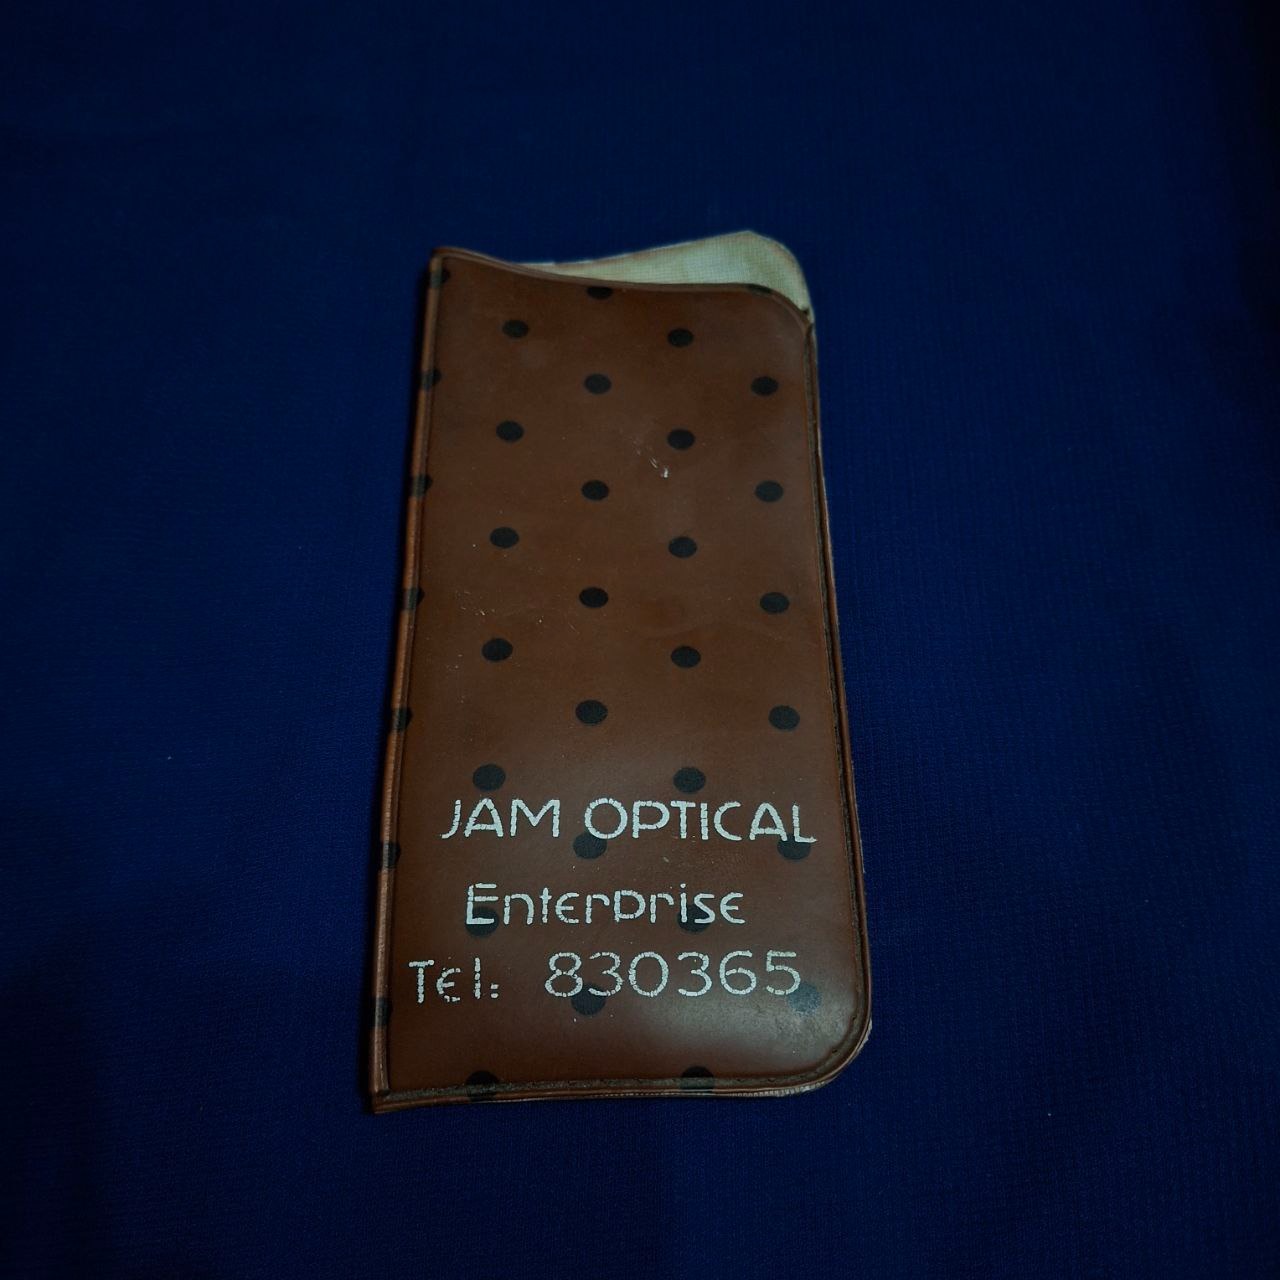 JAM OPTICAL
Enterprise
Tel: 830365